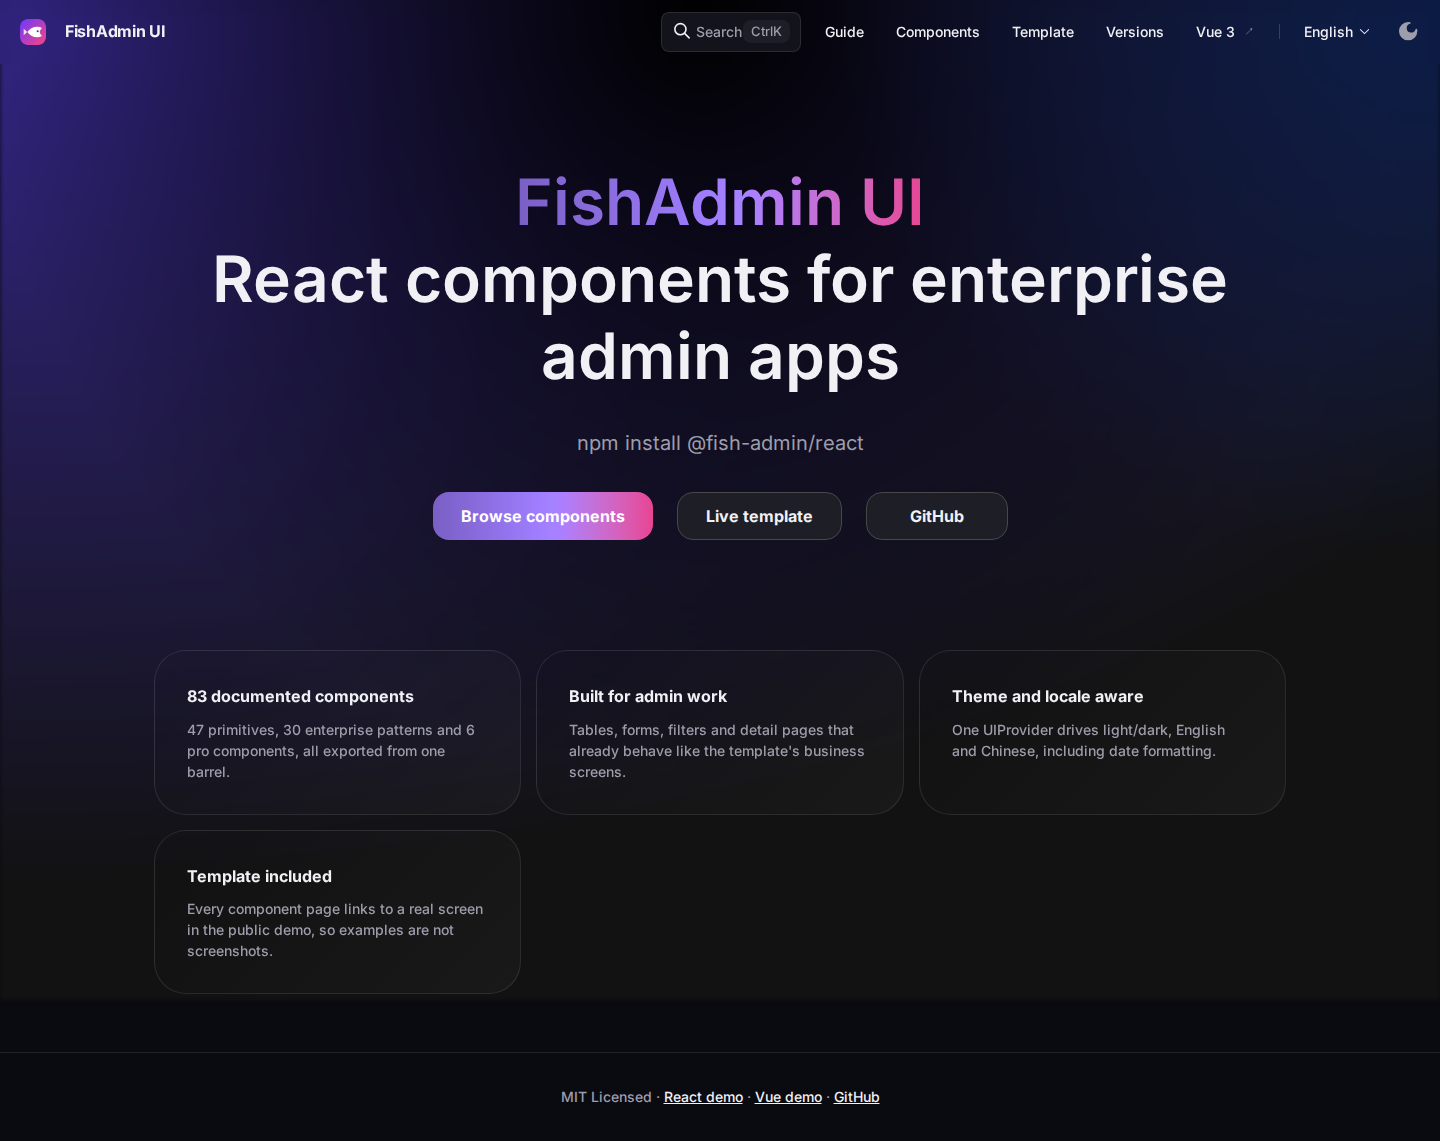 FishAdmin UI
Search CtrlK
Guide
Components
Template
Versions
Vue 3
English
FishAdmin UI
React components for enterprise
admin apps
npm install @fish-admin/react
Browse components
Live template
GitHub
83 documented components
47 primitives, 30 enterprise patterns and 6
pro components, all exported from one
barrel.
Built for admin work
Tables, forms, filters and detail pages that
already behave like the template's business
screens.
Theme and locale aware
One UIProvider drives light/dark, English
and Chinese, including date formatting.
Template included
Every component page links to a real screen
in the public demo, so examples are not
screenshots.
MIT Licensed · React demo · Vue demo · GitHub